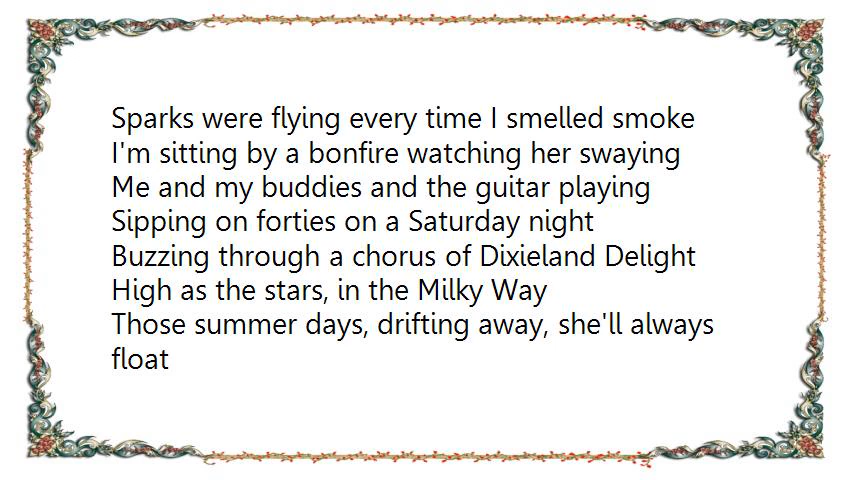 Sparks were flying every time I smelled smoke
I'm sitting by a bonfire watching her swaying
Me and my buddies and the guitar playing
Sipping on forties on a Saturday night
Buzzing through a chorus of Dixieland Delight
High as the stars, in the Milky Way
Those summer days, drifting away, she'll always
float